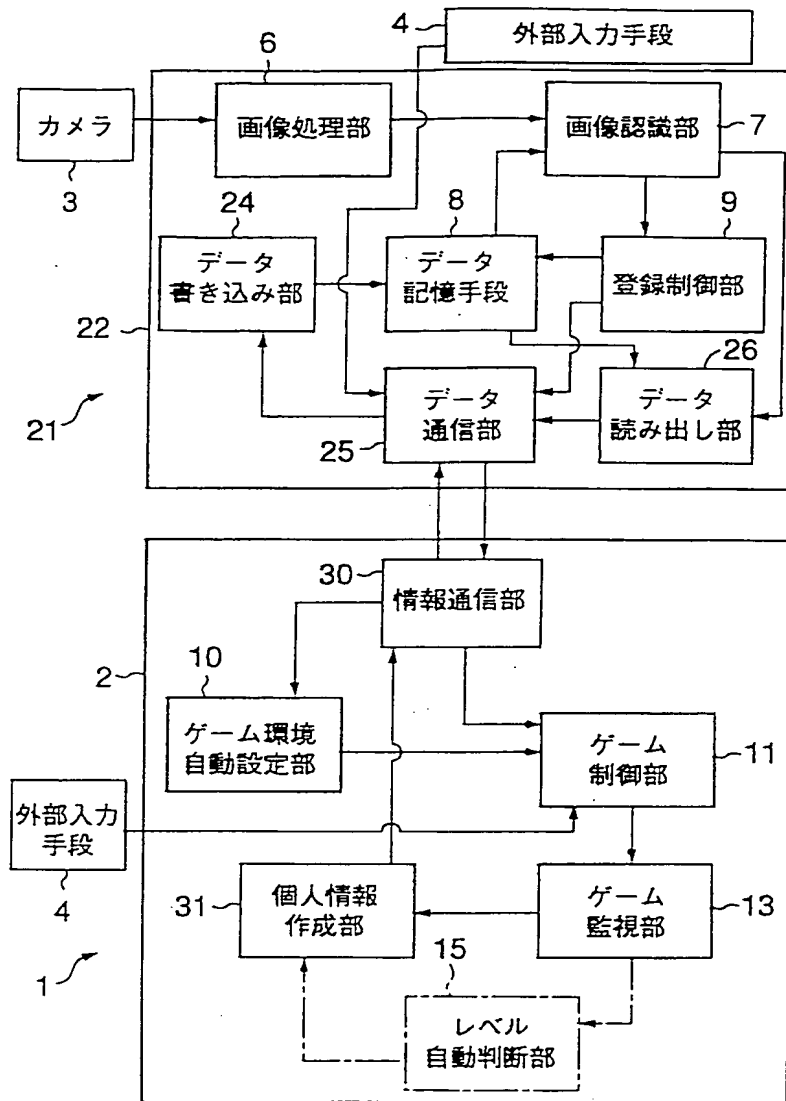 4
外部入力手段
6
カメラ
3
画像処理部
画像認識部
7
24
データ
書き込み部
8
データ
記憶手段
9
登録制御部
22
21
データ
通信部
25
26
データ
読み出し部
30
情報通信部
2
10
ゲーム環境
自動設定部
ゲーム
制御部
11
外部入力
手段
4
31
個人情報
作成部
ゲーム
監視部
13
1
15
レベル
自動判断部